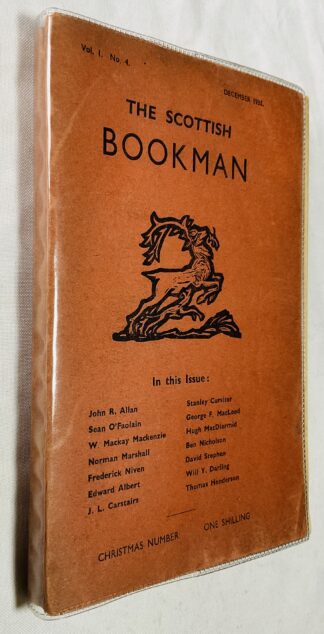 Vol. 1. No. 4.
DECEMBER 1935.
THE SCOTTISH
BOOKMAN
In this Issue:
John R. Allan
Sean O'Faolain
W. Mackay Mackenzie
Norman Marshall
Frederick Niven
Edward Albert
J. L. Carstairs
Stanley Cursiter
George F. MacLeod
Hugh MacDiarmid
Ben Nicholson
David Stephen
Will Y. Darling
Thomas Henderson
CHRISTMAS NUMBER
ONE SHILLING